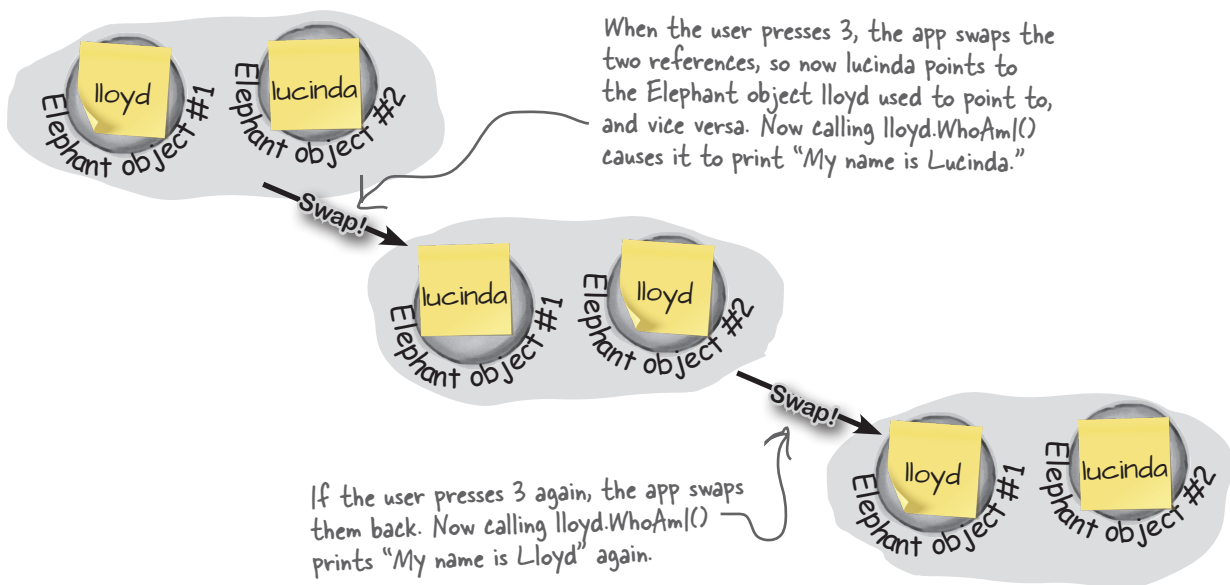 lloyd
Elephant object #1
lucinda
Elephant object #2
When the user presses 3, the app swaps the
two references, so now lucinda points to
the Elephant object lloyd used to point to,
and vice versa. Now calling lloyd.WhoAmI()
causes it to print “My name is Lucinda.”
Swap!
lucinda
Elephant object #1
lloyd
Elephant object #2
Swap!
lloyd
Elephant object #1
lucinda
Elephant object #2
If the user presses 3 again, the app swaps
them back. Now calling lloyd.WhoAmI()
prints “My name is Lloyd” again.